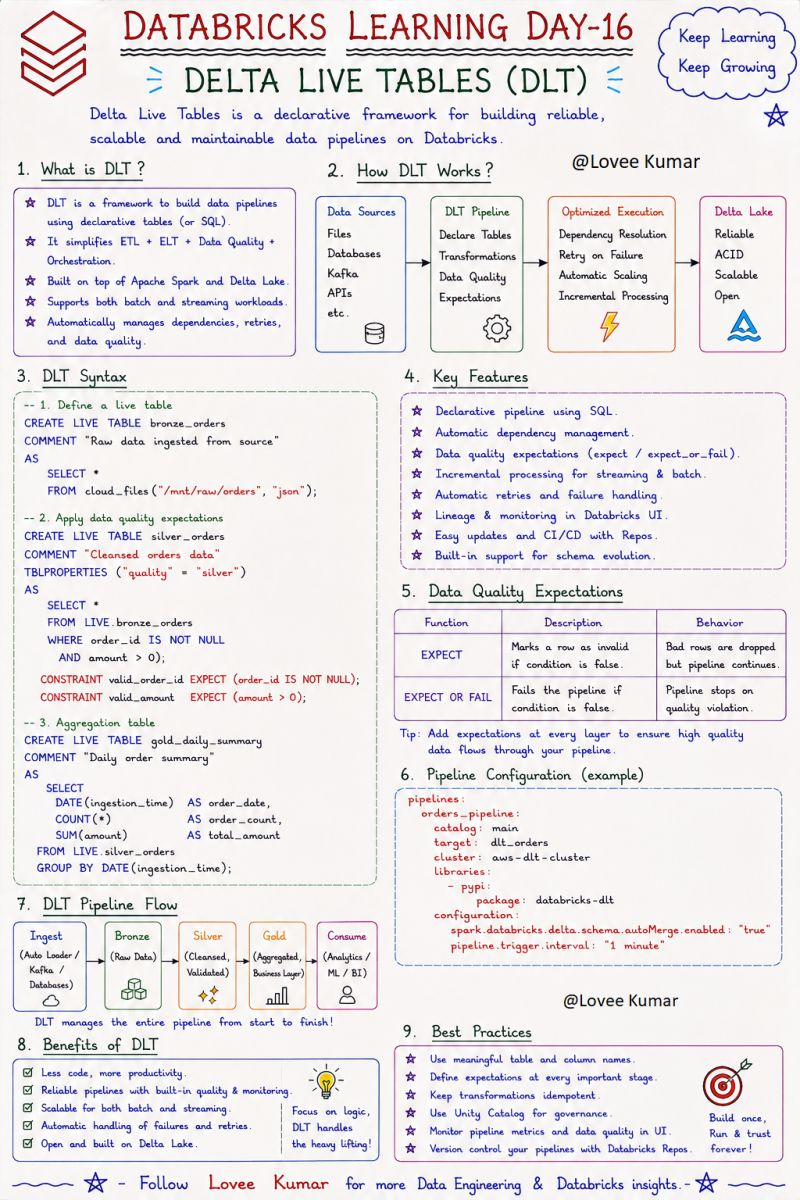 DATABRICKS LEARNING DAY-16
Keep Learning
Keep Growing
DELTA LIVE TABLES (DLT)
Delta Live Tables is a declarative framework for building reliable,
scalable and maintainable data pipelines on Databricks.
@Lovee Kumar
1. What is DLT?
DLT is a framework to build data pipelines
using declarative tables (or SQL).
It simplifies ETL + ELT + Data Quality +
Orchestration.
Built on top of Apache Spark and Delta Lake.
Supports both batch and streaming workloads.
Automatically manages dependencies, retries,
and data quality.
2. How DLT Works?
Data Sources
Files
Databases
Kafka
APIs
etc.
DLT Pipeline
Declare Tables
Transformations
Data Quality
Expectations
Optimized Execution
Dependency Resolution
Retry on Failure
Automatic Scaling
Incremental Processing
Delta Lake
Reliable
ACID
Scalable
Open
3. DLT Syntax
-- 1. Define a live table
CREATE LIVE TABLE bronze_orders
COMMENT "Raw data ingested from source"
AS
SELECT *
FROM cloud_files("/mnt/raw/orders", "json");
-- 2. Apply data quality expectations
CREATE LIVE TABLE silver_orders
COMMENT "Cleansed orders data"
TBLPROPERTIES ("quality" = "silver")
AS
SELECT *
FROM LIVE.bronze_orders
WHERE order_id IS NOT NULL
AND amount > 0);
CONSTRAINT valid_order_id EXPECT (order_id IS NOT NULL);
CONSTRAINT valid_amount EXPECT (amount > 0);
-- 3. Aggregation table
CREATE LIVE TABLE gold_daily_summary
COMMENT "Daily order summary"
AS
SELECT
DATE(ingestion_time) AS order_date,
COUNT(*) AS order_count,
SUM(amount) AS total_amount
FROM LIVE.silver_orders
GROUP BY DATE(ingestion_time);
4. Key Features
Declarative pipeline using SQL.
Automatic dependency management.
Data quality expectations (expect / expect_or_fail).
Incremental processing for streaming & batch.
Automatic retries and failure handling.
Lineage & monitoring in Databricks UI.
Easy updates and CI/CD with Repos.
Built-in support for schema evolution.
5. Data Quality Expectations
Function Description Behavior
EXPECT Marks a row as invalid if condition is false. Bad rows are dropped but pipeline continues.
EXPECT OR FAIL Fails the pipeline if condition is false. Pipeline stops on quality violation.
Tip: Add expectations at every layer to ensure high quality
data flows through your pipeline.
6. Pipeline Configuration (example)
pipelines:
orders_pipeline:
catalog: main
target: dlt_orders
cluster: aws-dlt-cluster
libraries:
- pypi:
package: databricks-dlt
configuration:
spark.databricks.delta.schema.autoMerge.enabled: "true"
pipeline.trigger.interval: "1 minute"
7. DLT Pipeline Flow
Ingest
(Auto Loader /
Kafka /
Databases)
Bronze
(Raw Data)
Silver
(Cleansed,
Validated)
Gold
(Aggregated,
Business Layer)
Consume
(Analytics /
ML / BI)
DLT manages the entire pipeline from start to finish!
@Lovee Kumar
8. Benefits of DLT
Less code, more productivity.
Reliable pipelines with built-in quality & monitoring.
Scalable for both batch and streaming.
Automatic handling of failures and retries.
Open and built on Delta Lake.
Focus on logic,
DLT handles
the heavy lifting!
9. Best Practices
Use meaningful table and column names.
Define expectations at every important stage.
Keep transformations idempotent.
Use Unity Catalog for governance.
Monitor pipeline metrics and data quality in UI.
Version control your pipelines with Databricks Repos.
Build once,
Run & trust
forever!
- Follow Lovee Kumar for more Data Engineering & Databricks insights.-